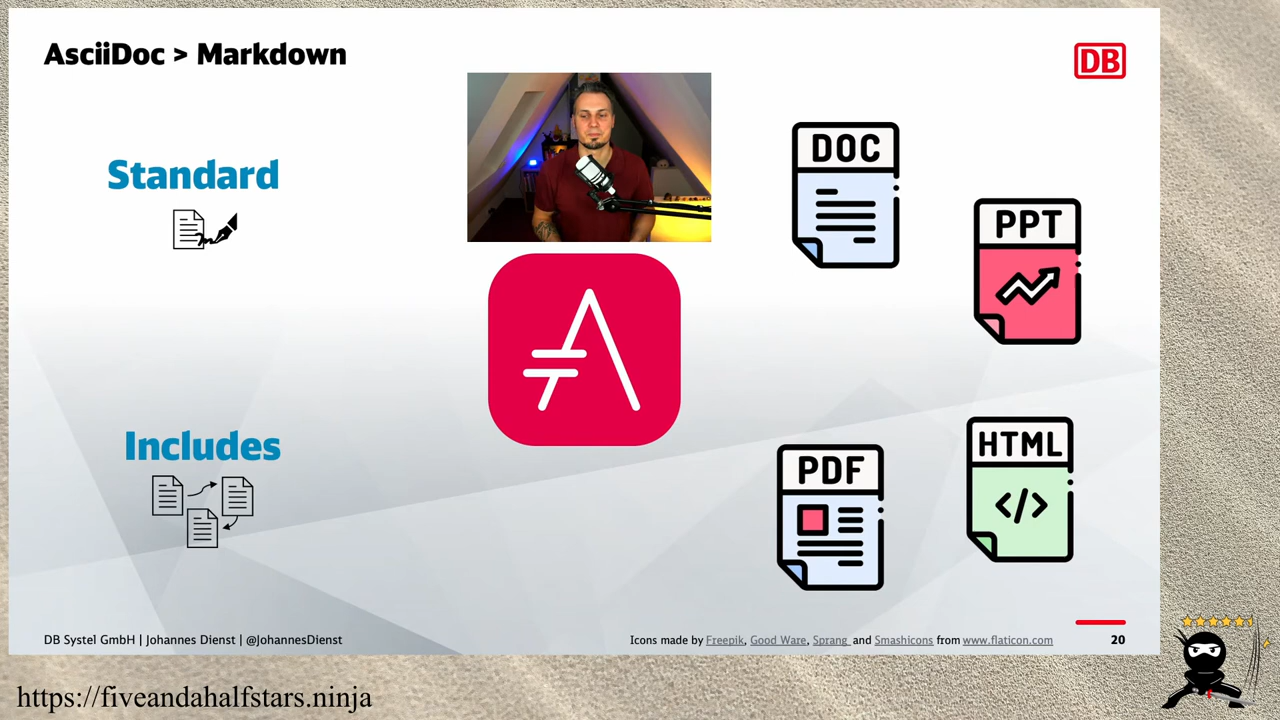 AsciiDoc > Markdown
DB
Standard
DOC
PPT
Includes
PDF
HTML
</>
DB Systel GmbH | Johannes Dienst | @JohannesDienst
Icons made by Freepik, Good Ware, Sprang and Smashicons from www.flaticon.com
20
https://fiveandahalfstars.ninja